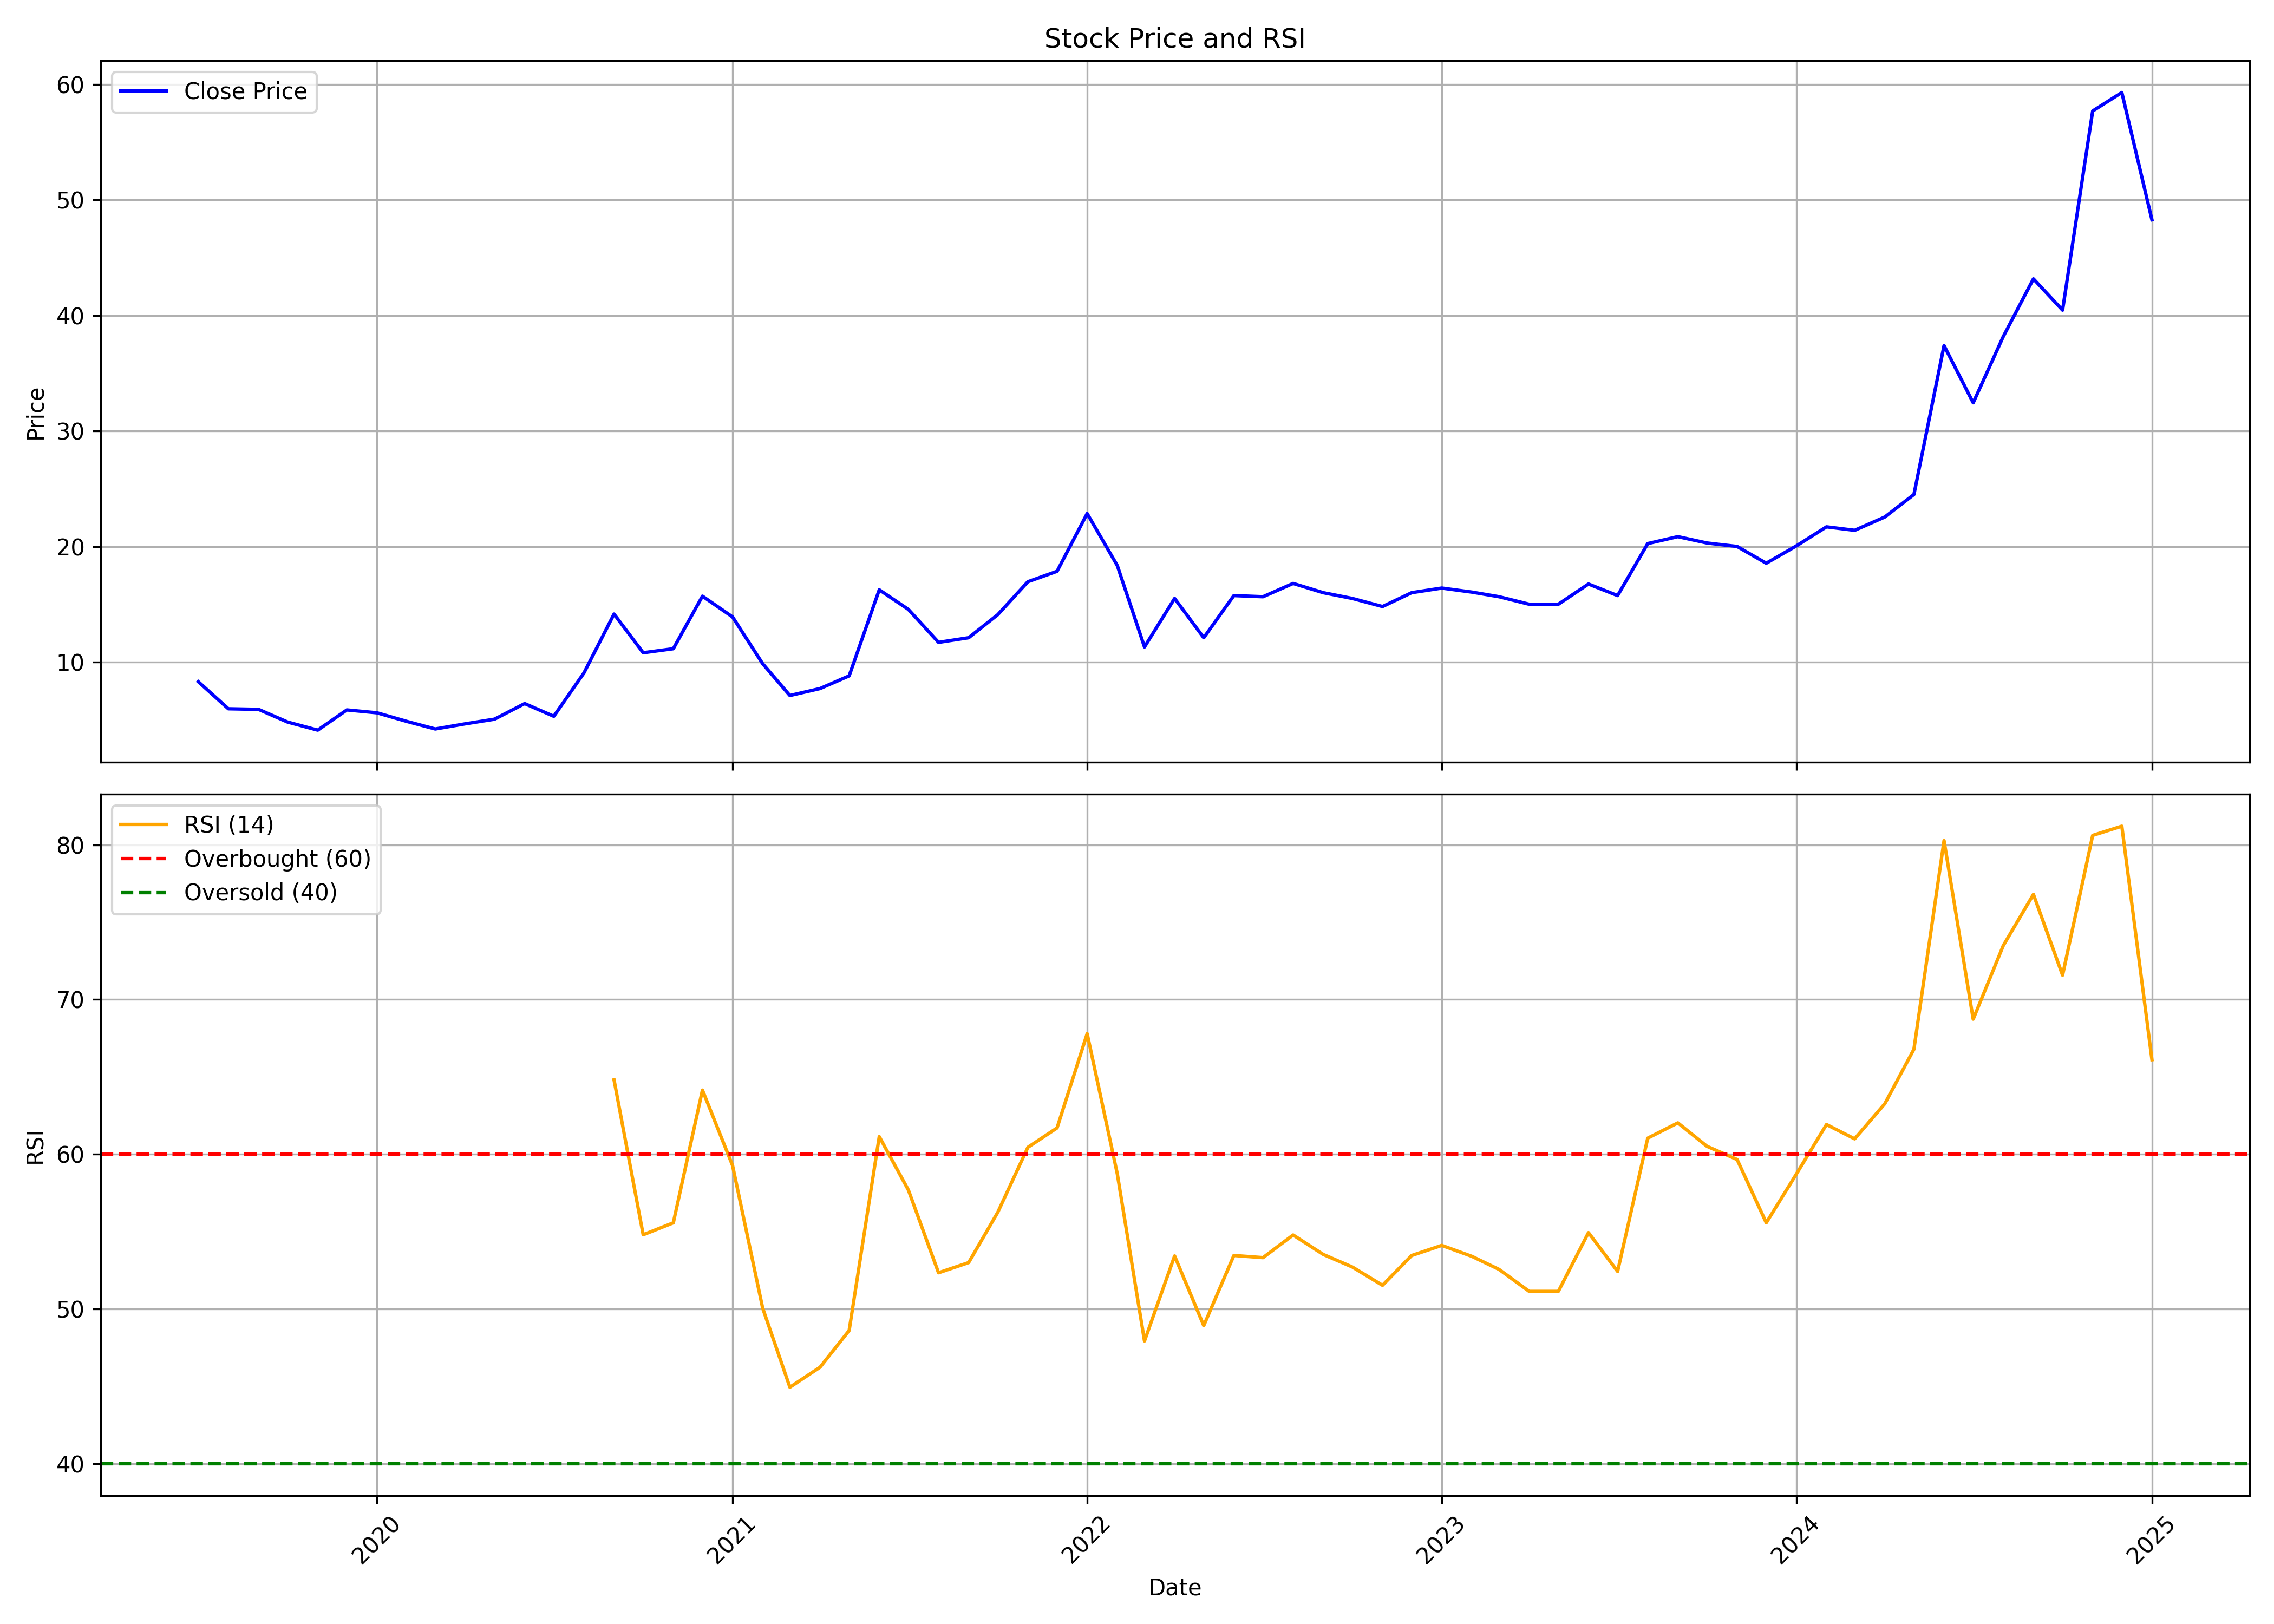 Stock Price and RSI
Close Price
60
50
40
30
20
10
Price
RSI (14)
Overbought (60)
Oversold (40)
80
70
60
50
40
RSI
2020
2021
2022
2023
2024
2025
Date